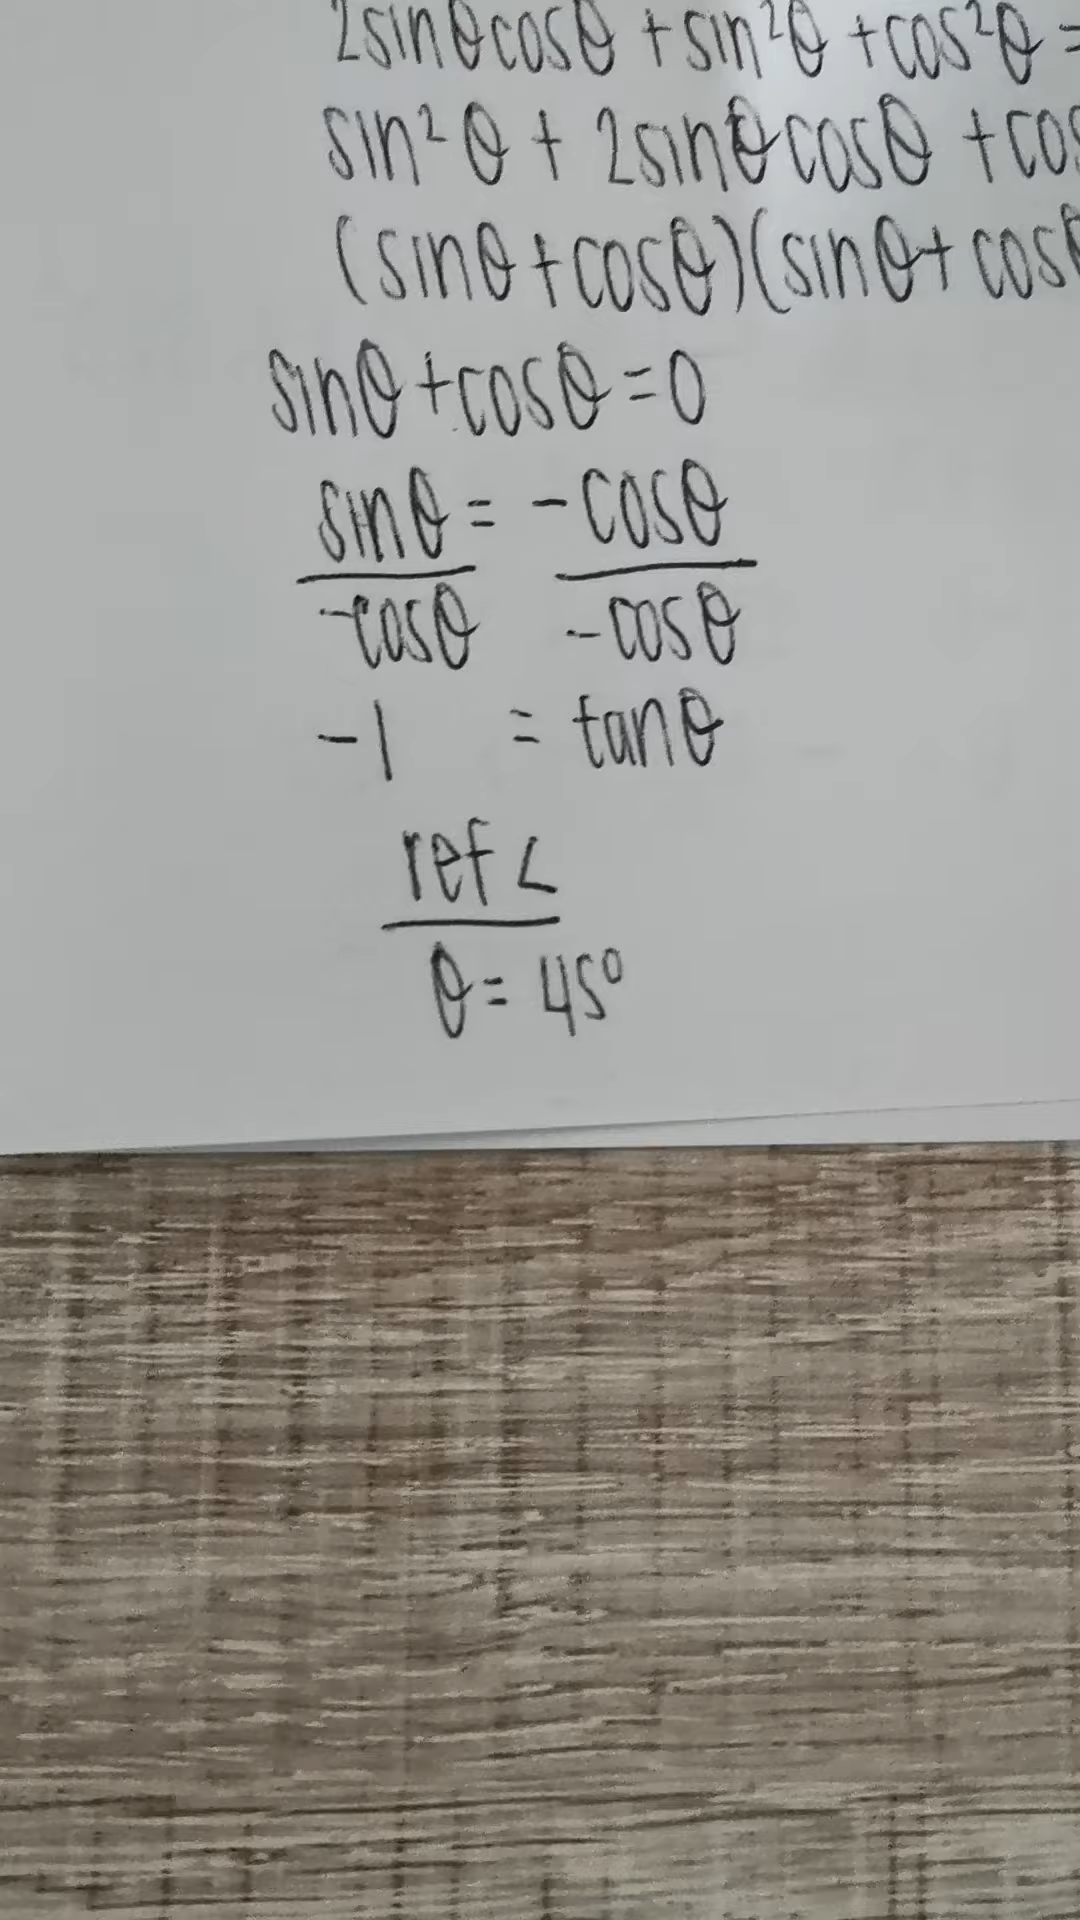 2sinθcosθ + sin²θ + cos²θ =
sin²θ + 2sinθcosθ + cos
(sinθ + cosθ)(sinθ + cosθ
sinθ + cosθ = 0
sinθ = -cosθ
-cosθ -cosθ
-1 = tanθ
ref <
θ = 45°